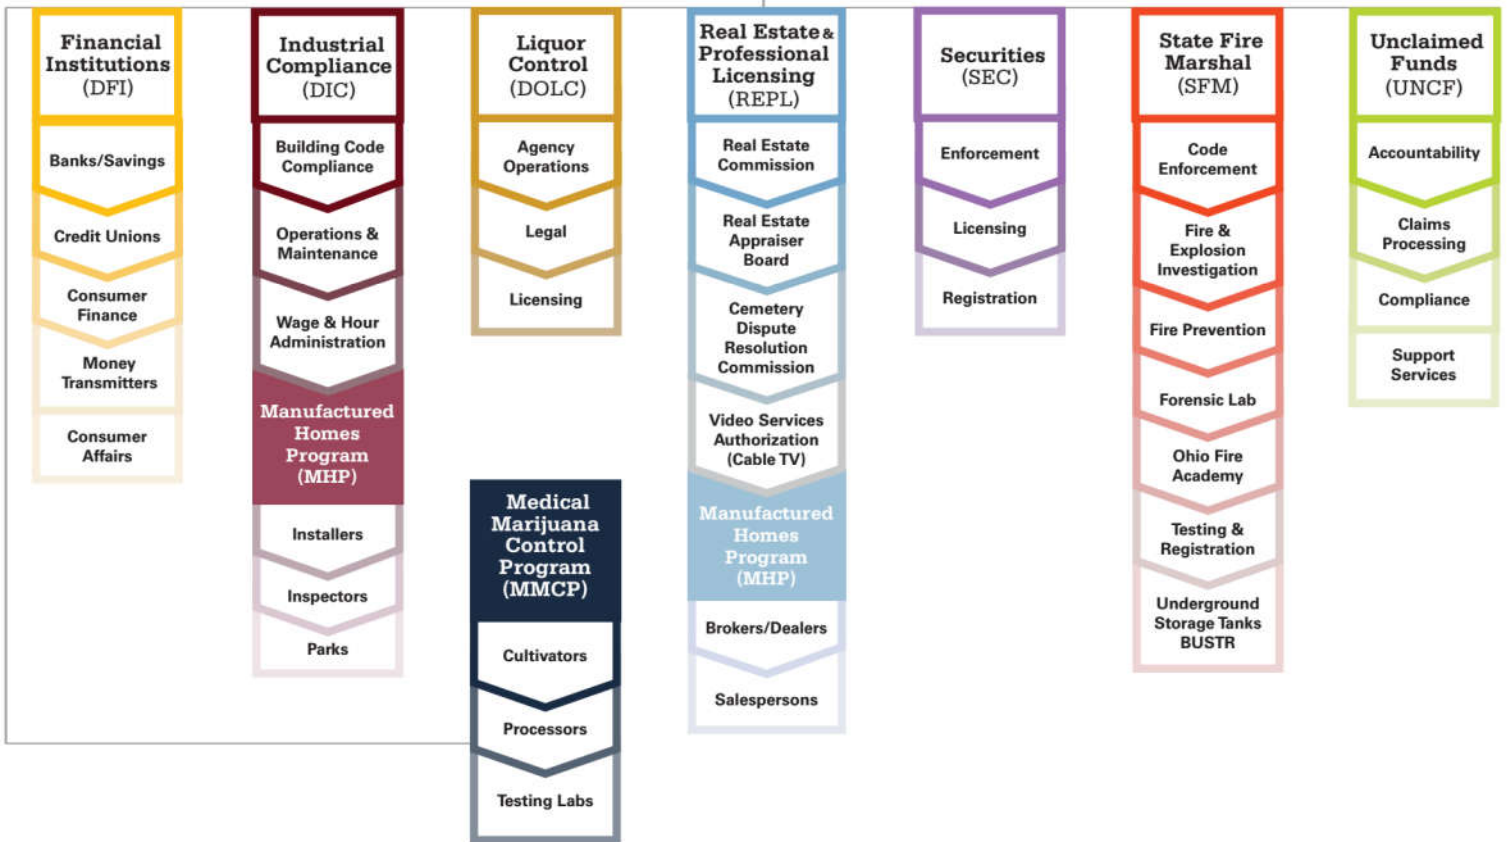 Financial
Institutions
(DFI)
Banks/Savings
Credit Unions
Consumer
Finance
Money
Transmitters
Consumer
Affairs
Industrial
Compliance
(DIC)
Building Code
Compliance
Operations &
Maintenance
Wage & Hour
Administration
Manufactured
Homes
Program
(MHP)
Installers
Inspectors
Parks
Liquor
Control
(DOLC)
Agency
Operations
Legal
Licensing
Medical
Marijuana
Control
Program
(MMCP)
Cultivators
Processors
Testing Labs
Real Estate &
Professional
Licensing
(REPL)
Real Estate
Commission
Real Estate
Appraiser
Board
Cemetery
Dispute
Resolution
Commission
Video Services
Authorization
(Cable TV)
Manufactured
Homes
Program
(MHP)
Brokers/Dealers
Salespersons
Securities
(SEC)
Enforcement
Licensing
Registration
State Fire
Marshal
(SFM)
Code
Enforcement
Fire &
Explosion
Investigation
Fire Prevention
Forensic Lab
Ohio Fire
Academy
Testing &
Registration
Underground
Storage Tanks
BUSTR
Unclaimed
Funds
(UNCF)
Accountability
Claims
Processing
Compliance
Support
Services